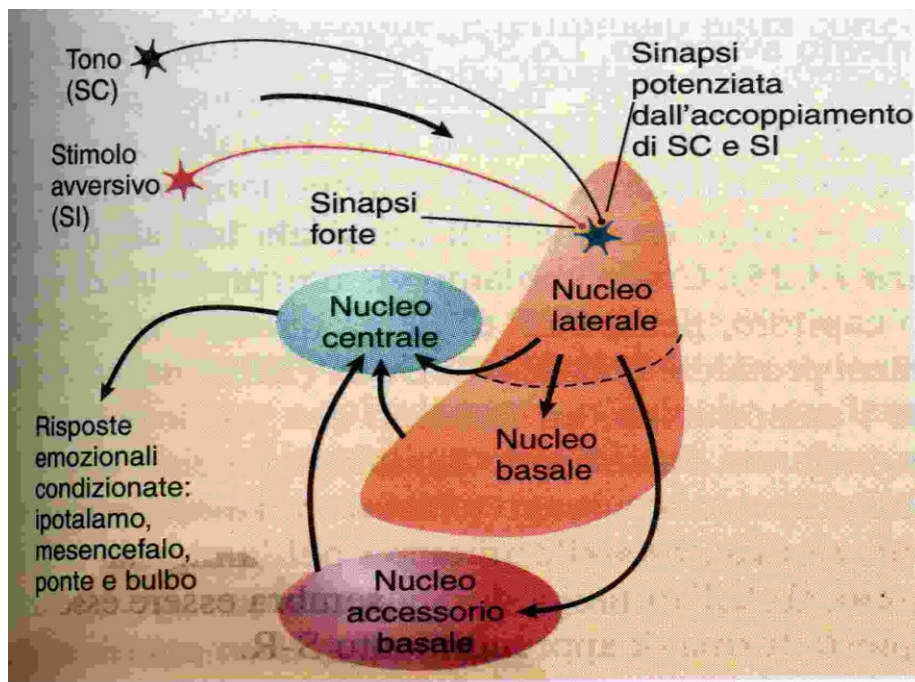 Tono
(SC)
Stimolo
avversivo
(SI)
Sinapsi
potenziata
dall'accoppiamento
di SC e SI
Sinapsi
forte
Nucleo
centrale
Nucleo
laterale
Nucleo
basale
Risposte
emozionali
condizionate:
ipotalamo,
mesencefalo,
ponte e bulbo
Nucleo
accessorio
basale